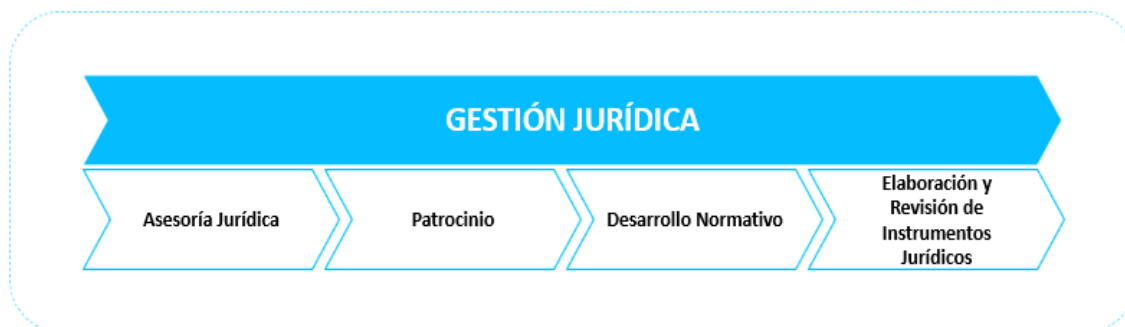 GESTIÓN JURÍDICA
Asesoría Jurídica
Patrocinio
Desarrollo Normativo
Elaboración y
Revisión de
Instrumentos
Jurídicos